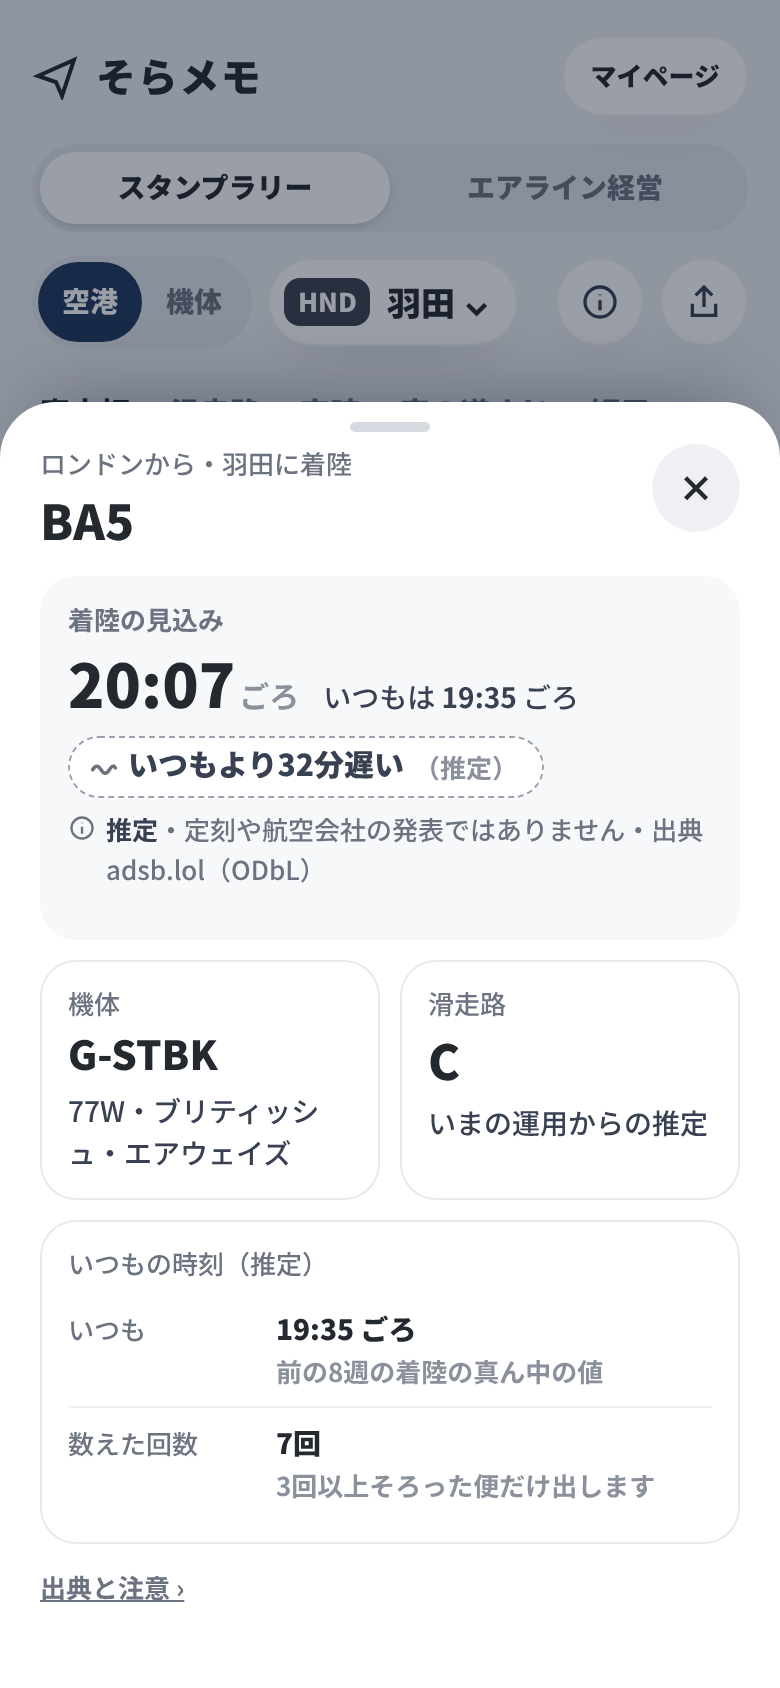 そらメモ
マイページ
スタンプラリー
エアライン経営
空港
機体
HND
羽田
ロンドンから・羽田に着陸
BA5
着陸の見込み
20:07 ごろ いつもは 19:35 ごろ
いつもより32分遅い （推定）
推定・定刻や航空会社の発表ではありません・出典
adsb.lol（ODbL）
機体
G-STBK
77W・ブリティッシ
ュ・エアウェイズ
滑走路
C
いまの運用からの推定
いつもの時刻（推定）
いつも
19:35 ごろ
前の8週の着陸の真ん中の値
数えた回数
7回
3回以上そろった便だけ出します
出典と注意 ›